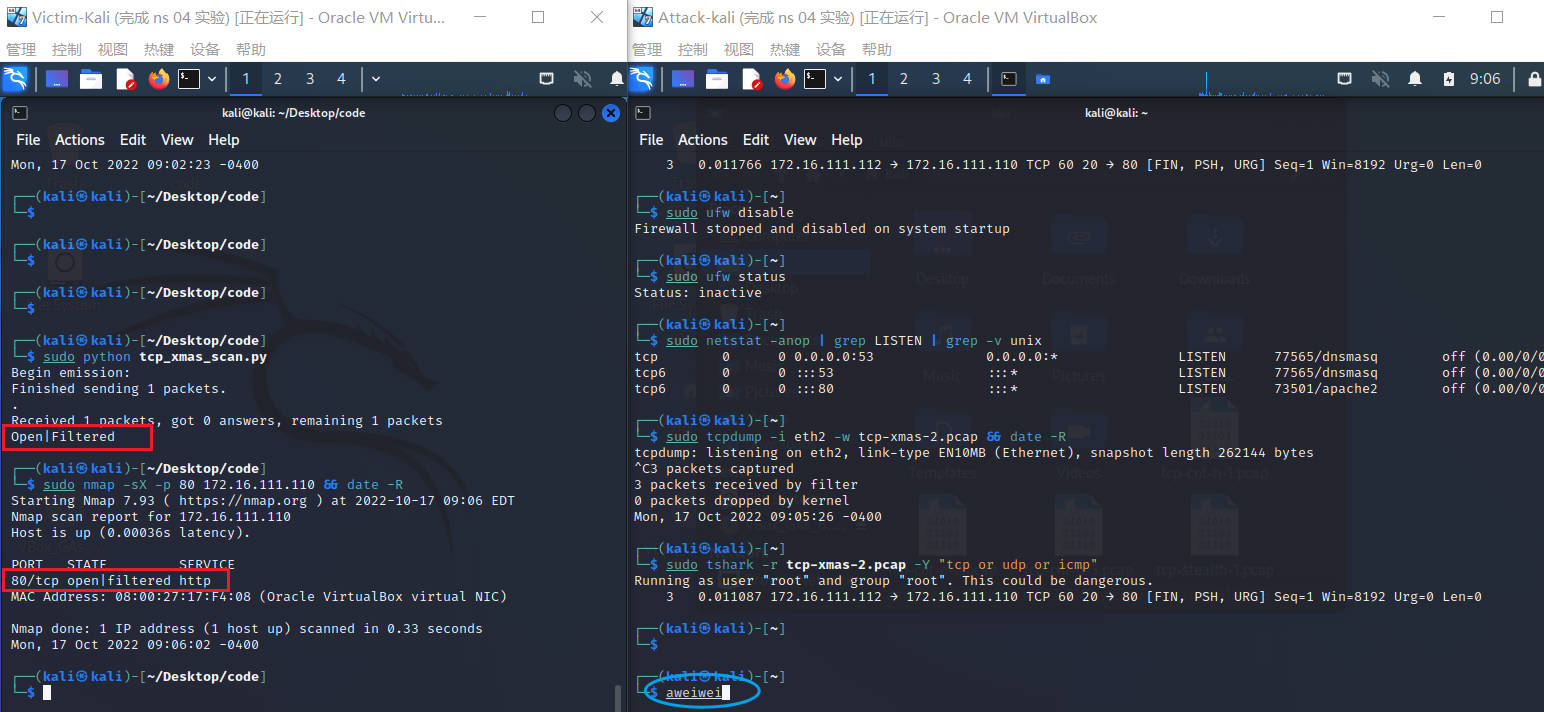 Victim-Kali (完成 ns 04 实验) [正在运行] - Oracle VM Virtu...
管理 控制 视图 热键 设备 帮助
1 2 3 4
kali@kali: ~/Desktop/code
File Actions Edit View Help
Mon, 17 Oct 2022 09:02:23 -0400
┌──(kali㉿kali)-[~/Desktop/code]
└─$
┌──(kali㉿kali)-[~/Desktop/code]
└─$
┌──(kali㉿kali)-[~/Desktop/code]
└─$
┌──(kali㉿kali)-[~/Desktop/code]
└─$ sudo python tcp_xmas_scan.py
Begin emission:
Finished sending 1 packets.
.
Received 1 packets, got 0 answers, remaining 1 packets
Open|Filtered
┌──(kali㉿kali)-[~/Desktop/code]
└─$ sudo nmap -sX -p 80 172.16.111.110 && date -R
Starting Nmap 7.93 ( https://nmap.org ) at 2022-10-17 09:06 EDT
Nmap scan report for 172.16.111.110
Host is up (0.00036s latency).
PORT STATE SERVICE
80/tcp open|filtered http
MAC Address: 08:00:27:17:F4:08 (Oracle VirtualBox virtual NIC)
Nmap done: 1 IP address (1 host up) scanned in 0.33 seconds
Mon, 17 Oct 2022 09:06:02 -0400
┌──(kali㉿kali)-[~/Desktop/code]
└─$
Attack-kali (完成 ns 04 实验) [正在运行] - Oracle VM VirtualBox
管理 控制 视图 热键 设备 帮助
1 2 3 4 9:06
kali@kali: ~
File Actions Edit View Help
3 0.011766 172.16.111.112 → 172.16.111.110 TCP 60 20 → 80 [FIN, PSH, URG] Seq=1 Win=8192 Urg=0 Len=0
┌──(kali㉿kali)-[~]
└─$ sudo ufw disable
Firewall stopped and disabled on system startup
┌──(kali㉿kali)-[~]
└─$ sudo ufw status
Status: inactive
┌──(kali㉿kali)-[~]
└─$ sudo netstat -anop | grep LISTEN | grep -v unix
tcp 0 0 0.0.0.0:53 0.0.0.0:* LISTEN 77565/dnsmasq off (0.00/0/0
tcp6 0 0 :::53 :::* LISTEN 77565/dnsmasq off (0.00/0/0
tcp6 0 0 :::80 :::* LISTEN 73501/apache2 off (0.00/0/0
┌──(kali㉿kali)-[~]
└─$ sudo tcpdump -i eth2 -w tcp-xmas-2.pcap && date -R
tcpdump: listening on eth2, link-type EN10MB (Ethernet), snapshot length 262144 bytes
^C3 packets captured
3 packets received by filter
0 packets dropped by kernel
Mon, 17 Oct 2022 09:05:26 -0400
┌──(kali㉿kali)-[~]
└─$ sudo tshark -r tcp-xmas-2.pcap -Y "tcp or udp or icmp"
Running as user "root" and group "root". This could be dangerous.
3 0.011087 172.16.111.112 → 172.16.111.110 TCP 60 20 → 80 [FIN, PSH, URG] Seq=1 Win=8192 Urg=0 Len=0
┌──(kali㉿kali)-[~]
└─$
┌──(kali㉿kali)-[~]
└─$ aweiwei
Desktop
Documents
Downloads
Music
Pictures
Templates
Videos